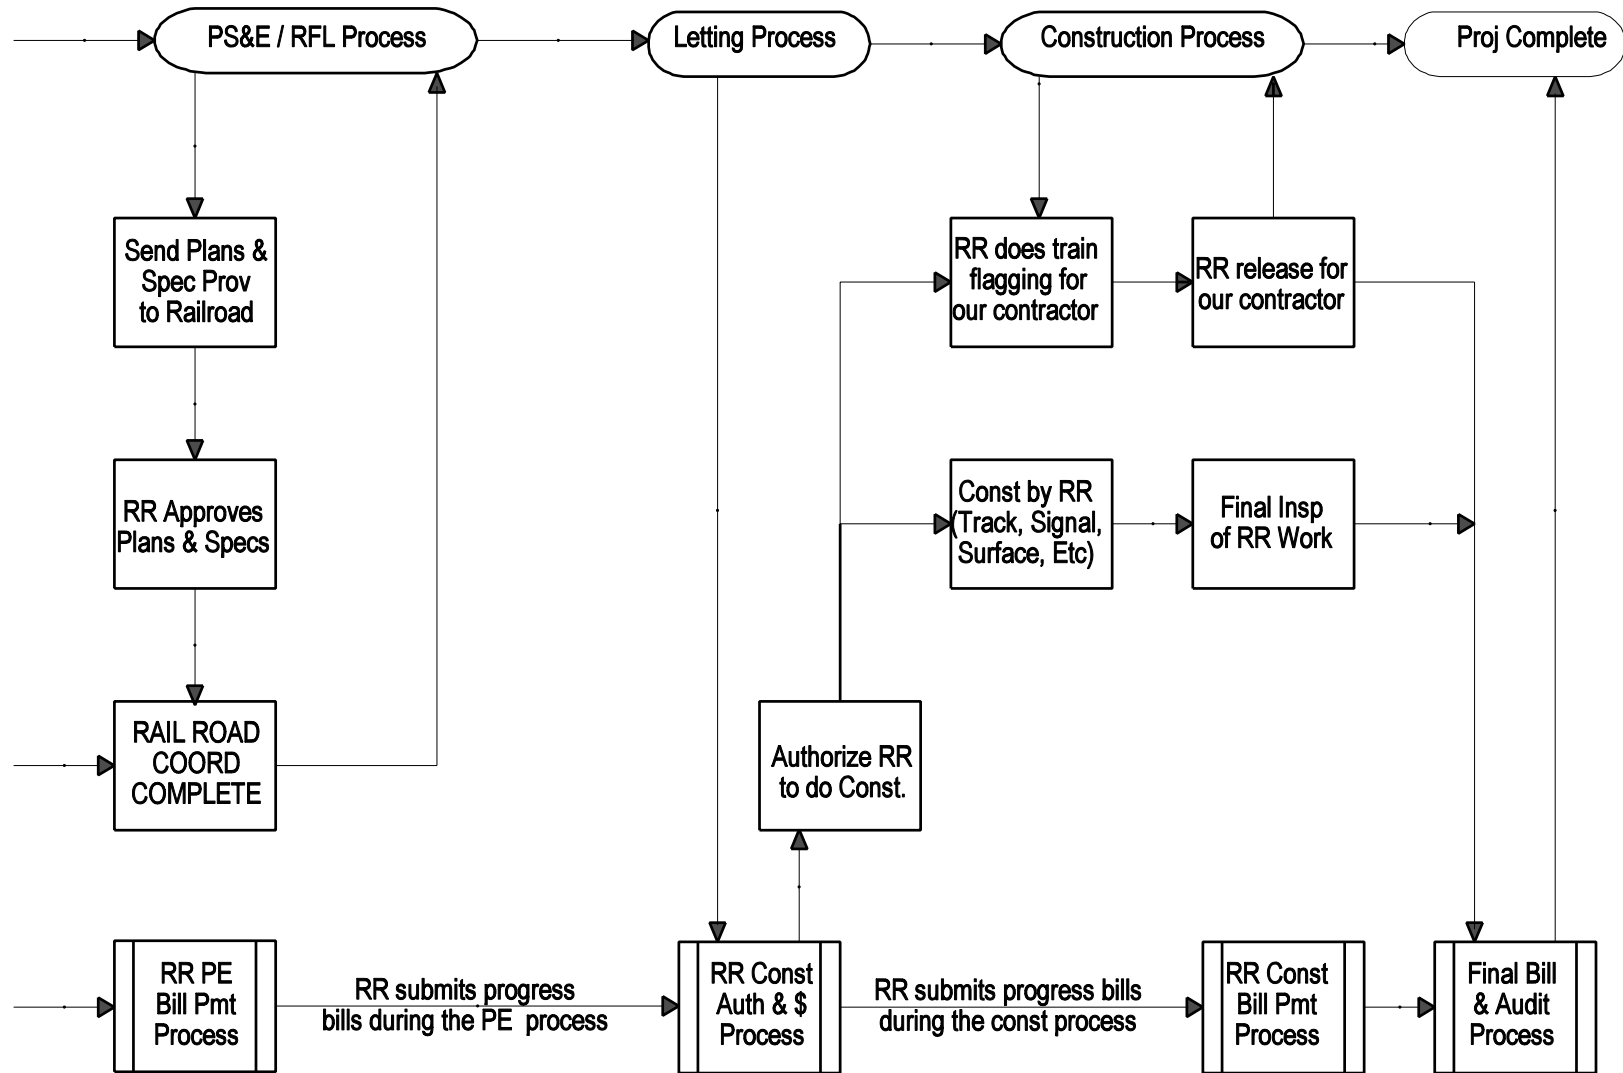 PS&E / RFL Process
Letting Process
Construction Process
Proj Complete
Send Plans &
Spec Prov
to Railroad
RR does train
flagging for
our contractor
RR release for
our contractor
RR Approves
Plans & Specs
Const by RR
(Track, Signal,
Surface, Etc)
Final Insp
of RR Work
RAIL ROAD
COORD
COMPLETE
Authorize RR
to do Const.
RR PE
Bill Pmt
Process
RR submits progress
bills during the PE process
RR Const
Auth & $
Process
RR submits progress bills
during the const process
RR Const
Bill Pmt
Process
Final Bill
& Audit
Process